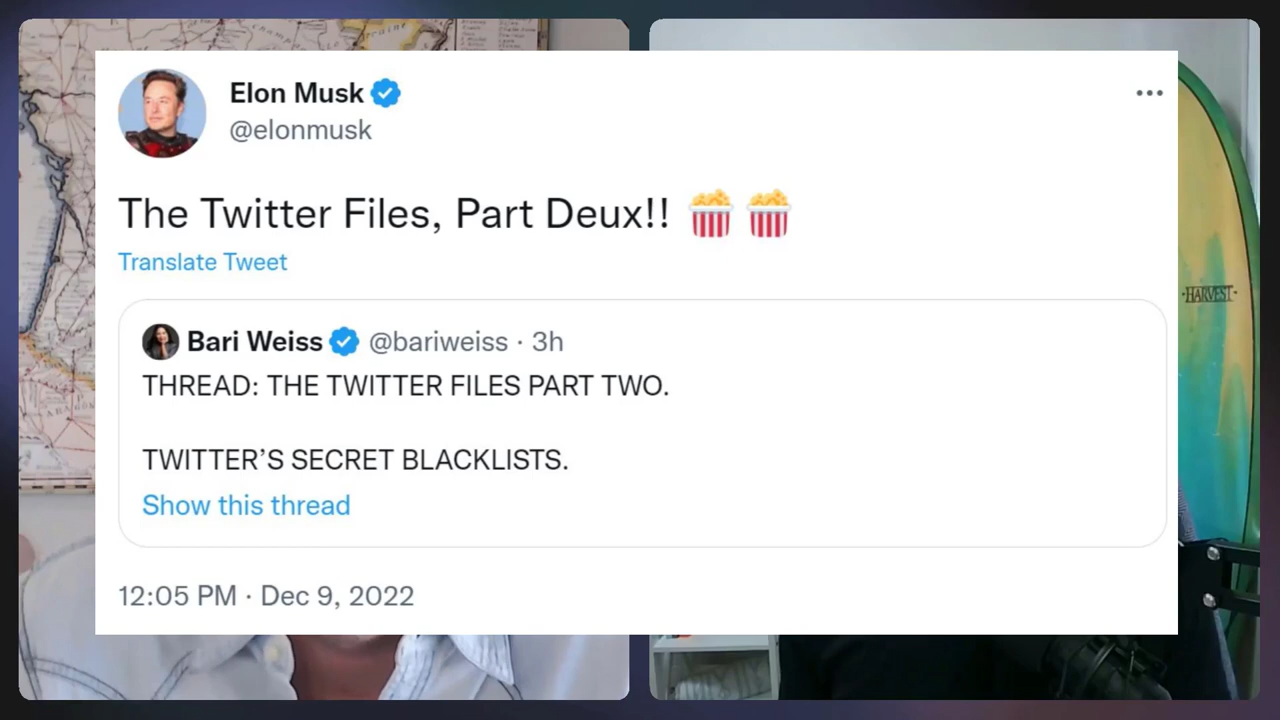 Elon Musk
@elonmusk
The Twitter Files, Part Deux!! 🍿🍿
Translate Tweet
Bari Weiss @bariweiss · 3h
THREAD: THE TWITTER FILES PART TWO.
TWITTER’S SECRET BLACKLISTS.
Show this thread
12:05 PM · Dec 9, 2022
·HARVEST·